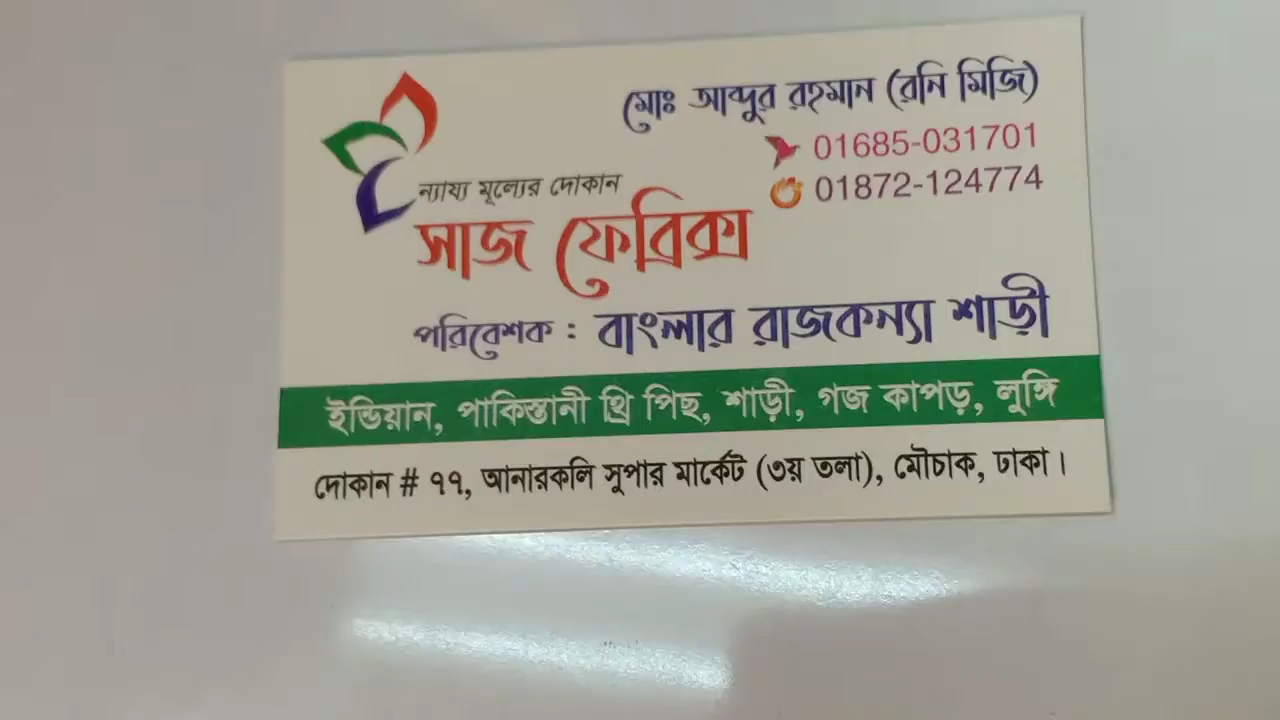 মোঃ আব্দুর রহমান (রনি মিজি)
01685-031701
01872-124774
ন্যায্য মূল্যের দোকান
সাজ ফেব্রিক্স
পরিবেশক : বাংলার রাজকন্যা শাড়ী
ইন্ডিয়ান, পাকিস্তানী থ্রি পিছ, শাড়ী, গজ কাপড়, লুঙ্গি
দোকান # ৭৭, আনারকলি সুপার মার্কেট (৩য় তলা), মৌচাক, ঢাকা।